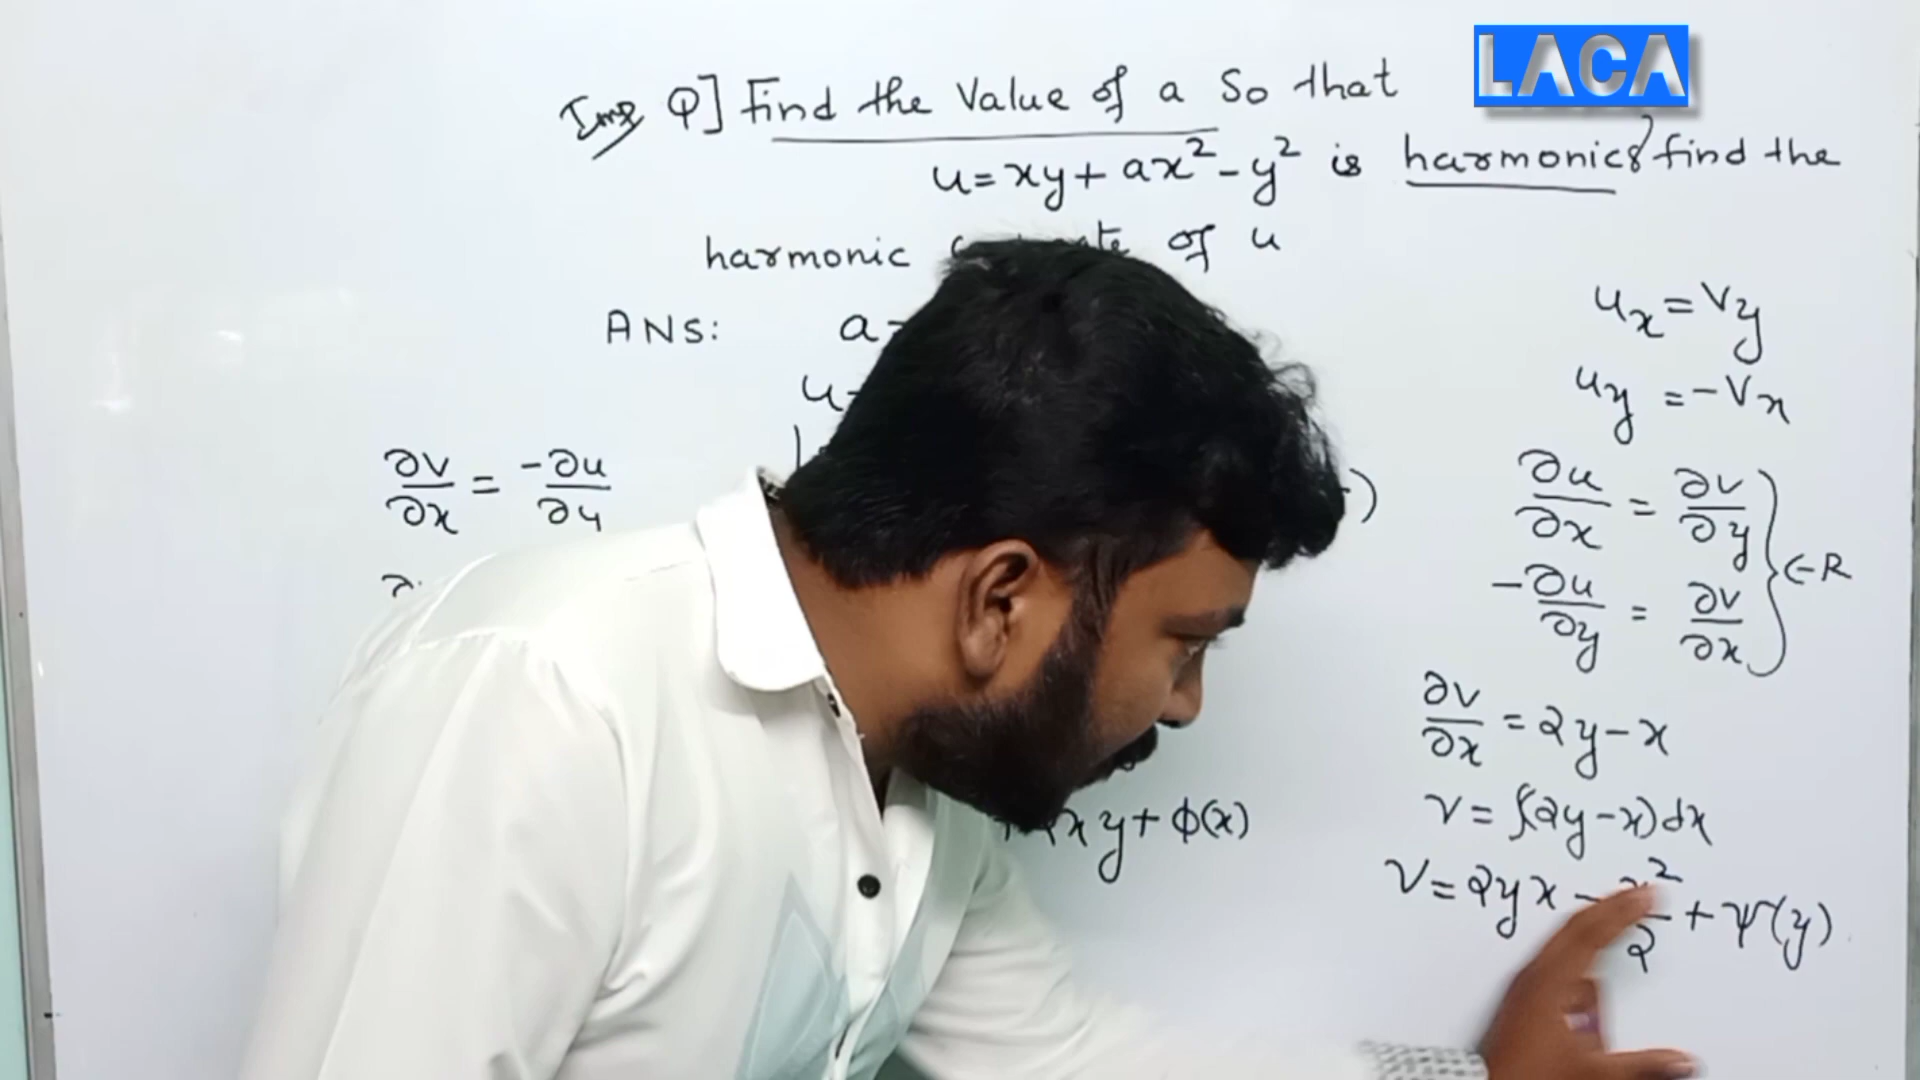 LACA
Imp Q] Find the Value of a So that
u=xy+ax²-y² is harmonic & find the
harmonic of u
ANS: a=
u=
∂v/∂x = -∂u/∂y
xy+ϕ(x)
u_x=v_y
u_y=-v_x
∂u/∂x = ∂v/∂y
-∂u/∂y = ∂v/∂x
C-R
∂v/∂x = 2y-x
v=∫(2y-x)dx
v=2yx-x²/2+ψ(y)